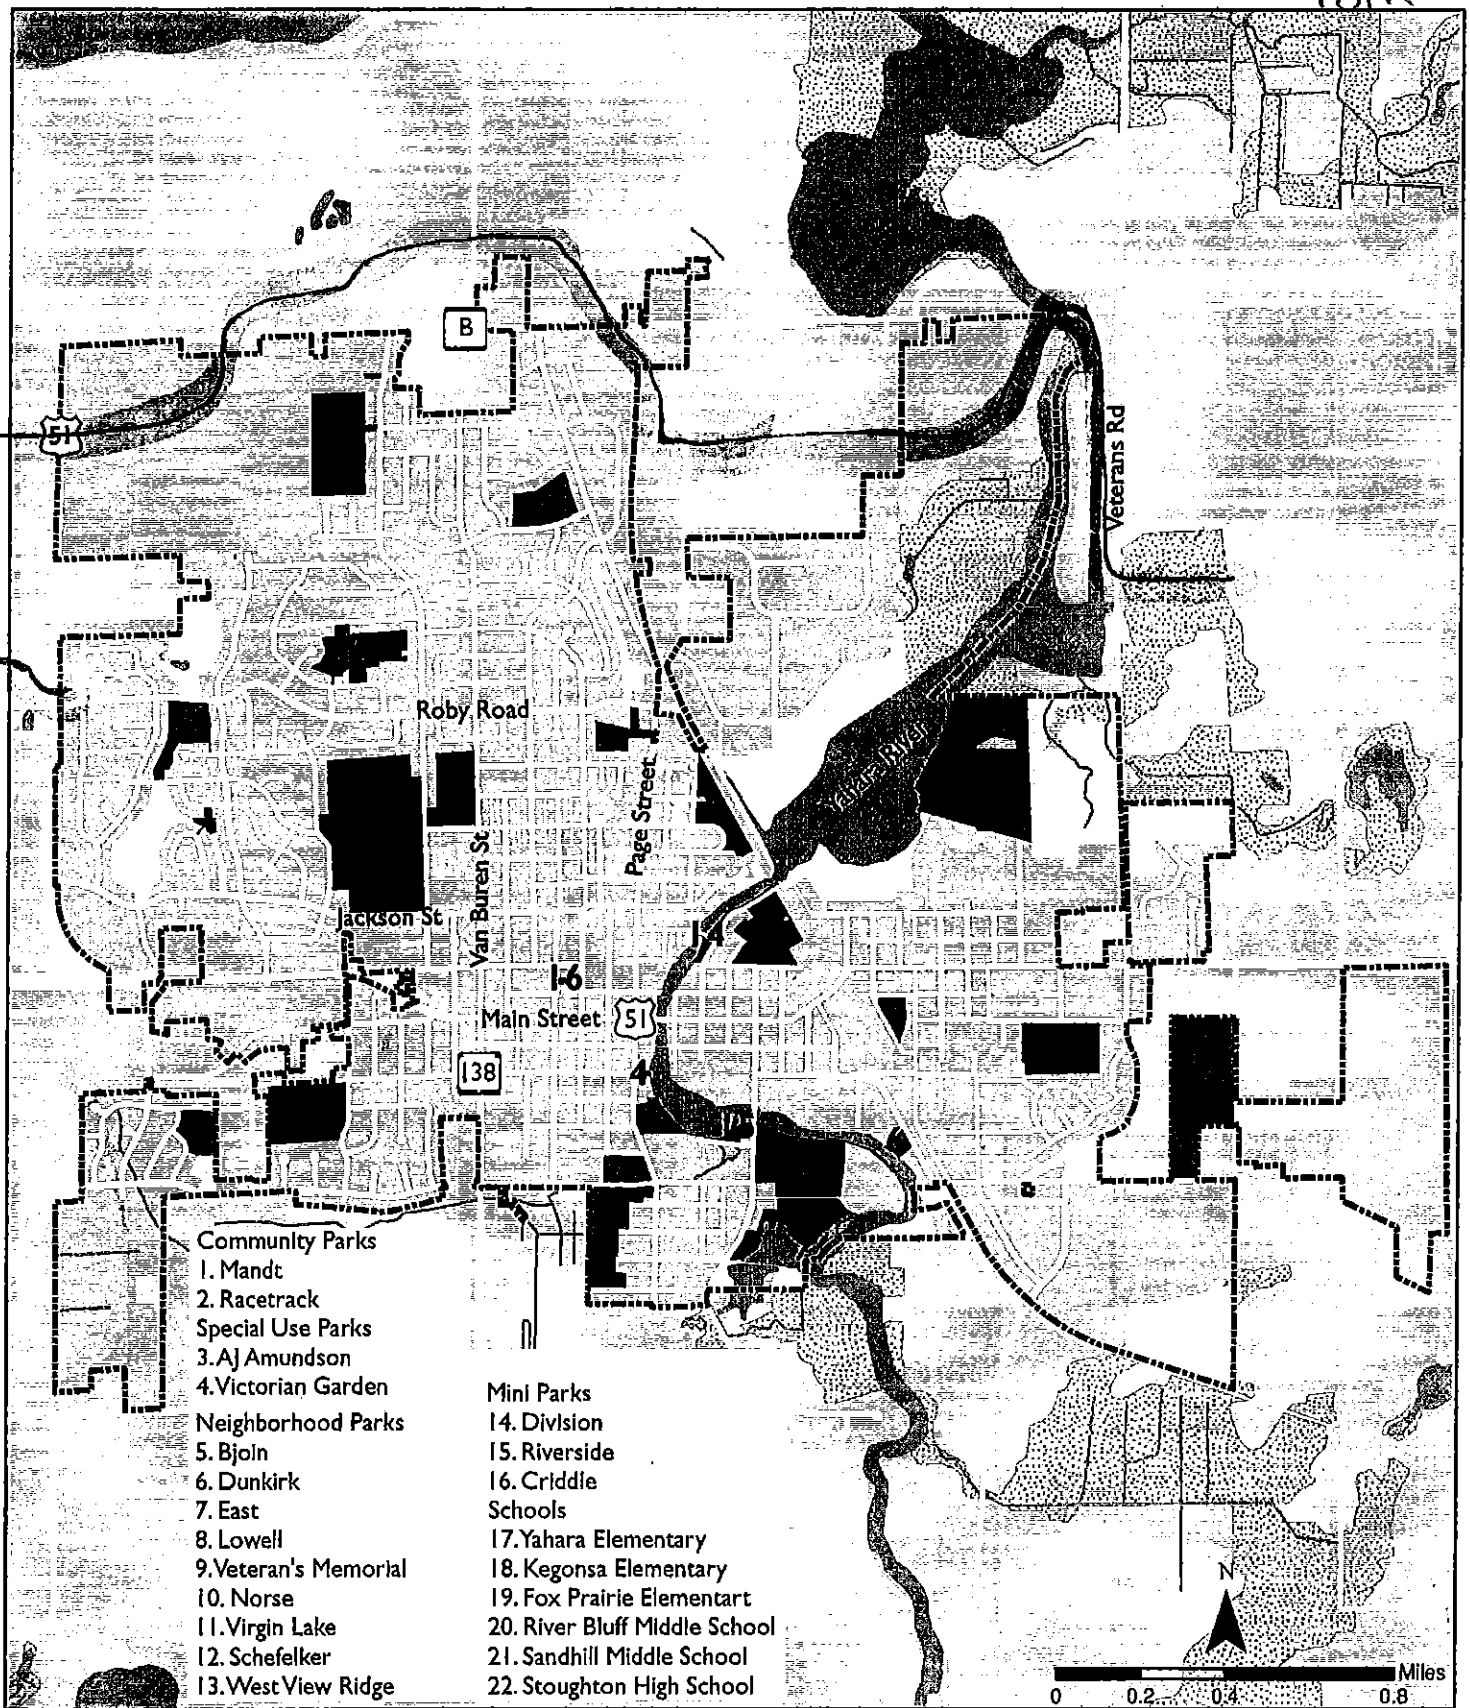 B
51
Veterans Rd
Roby Road
Yahara River
Page Street
Van Buren St
Jackson St
14
16
Main Street
51
4
138
Community Parks
1. Mandt
2. Racetrack
Special Use Parks
3. AJ Amundson
4. Victorian Garden
Neighborhood Parks
5. Bjoin
6. Dunkirk
7. East
8. Lowell
9. Veteran's Memorial
10. Norse
11. Virgin Lake
12. Schefelker
13. West View Ridge
Mini Parks
14. Division
15. Riverside
16. Criddle
Schools
17. Yahara Elementary
18. Kegonsa Elementary
19. Fox Prairie Elementart
20. River Bluff Middle School
21. Sandhill Middle School
22. Stoughton High School
N
Miles
0 0.2 0.4 0.8